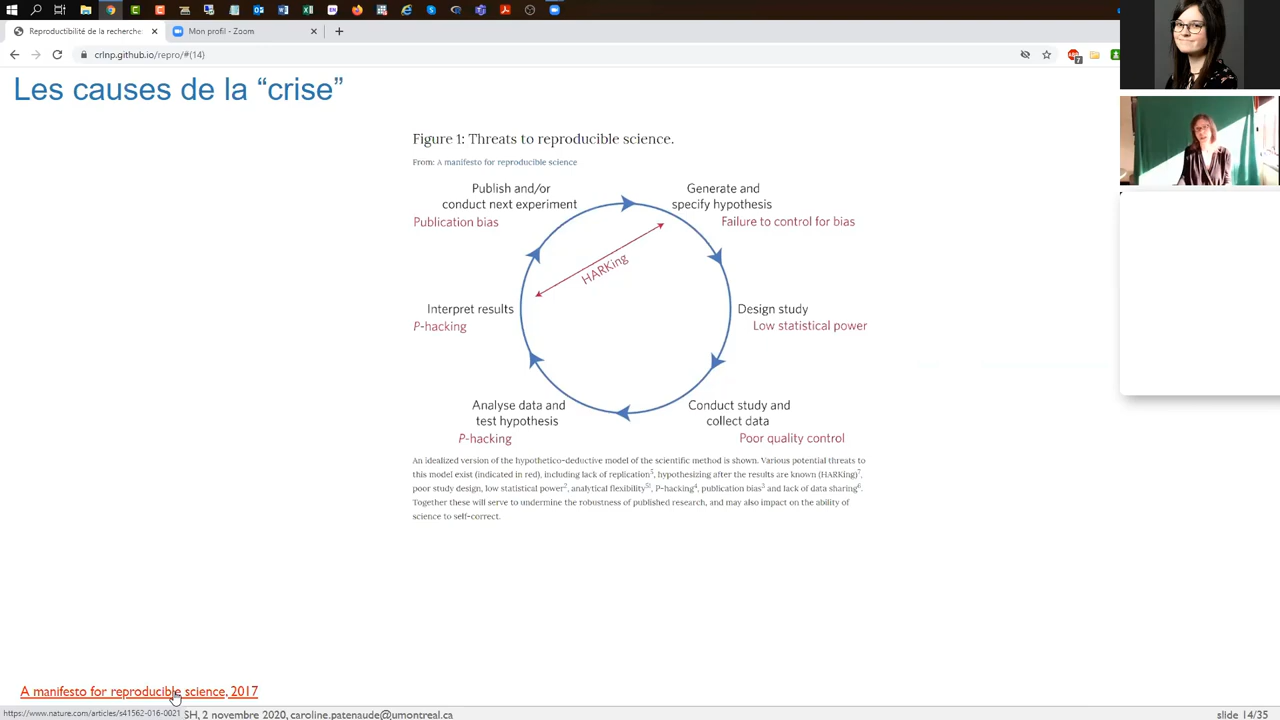 Reproductibilité de la recherche
Mon profil - Zoom
crlnp.github.io/repro/#(14)
7
Les causes de la “crise”
Figure 1: Threats to reproducible science.
From: A manifesto for reproducible science
Publish and/or
conduct next experiment
Publication bias
Generate and
specify hypothesis
Failure to control for bias
HARKing
Interpret results
P-hacking
Design study
Low statistical power
Analyse data and
test hypothesis
P-hacking
Conduct study and
collect data
Poor quality control
An idealized version of the hypothetico-deductive model of the scientific method is shown. Various potential threats to
this model exist (indicated in red), including lack of replication5, hypothesizing after the results are known (HARKing)7,
poor study design, low statistical power2, analytical flexibility51, P-hacking4, publication bias3 and lack of data sharing6.
Together these will serve to undermine the robustness of published research, and may also impact on the ability of
science to self-correct.
A manifesto for reproducible science, 2017
https://www.nature.com/articles/s41562-016-0021
SH, 2 novembre 2020, caroline.patenaude@umontreal.ca
slide 14/35